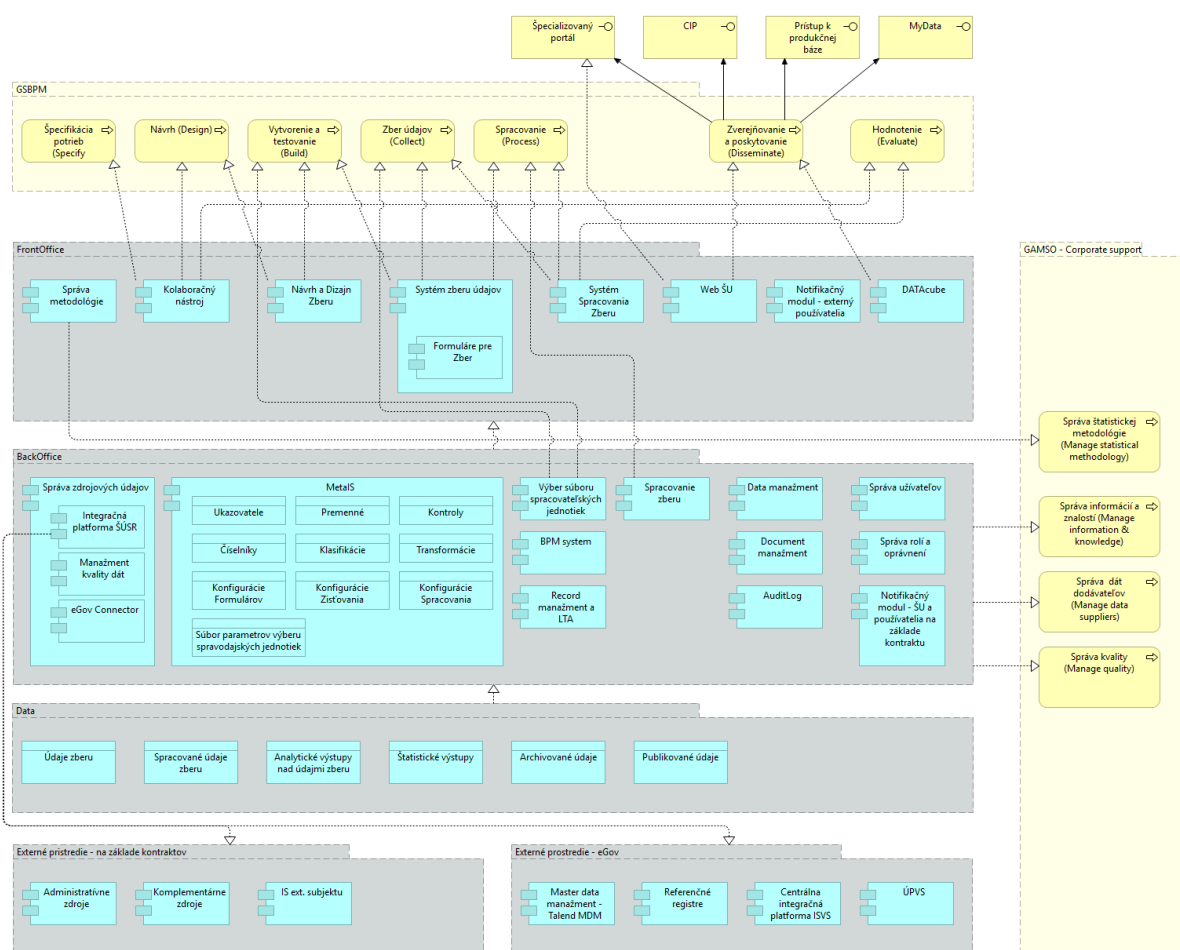 Špecializovaný
portál
CIP
Prístup k
produkčnej
báze
MyData
GSBPM
Špecifikácia
potrieb
(Specify
Návrh (Design)
Vytvorenie a
testovanie
(Build)
Zber údajov
(Collect)
Spracovanie
(Process)
Zverejňovanie
a poskytovanie
(Disseminate)
Hodnotenie
(Evaluate)
FrontOffice
Správa
metodológie
Kolaboračný
nástroj
Návrh a Dizajn
Zberu
Systém zberu údajov
Formuláre pre
Zber
Systém
Spracovania
Zberu
Web ŠU
Notifikačný
modul - externý
používatelia
DATAcube
GAMSO - Corporate support
Správa štatistickej
metodológie
(Manage statistical
methodology)
Správa informácií a
znalostí (Manage
information &
knowledge)
Správa  dát
dodávateľov
(Manage data
suppliers)
Správa kvality
(Manage quality)
BackOffice
Správa zdrojových údajov
Integračná
platforma ŠÚSR
Manažment
kvality dát
eGov Connector
MetaIS
Ukazovatele
Premenné
Kontroly
Číselníky
Klasifikácie
Transformácie
Konfigurácie
Formulárov
Konfigurácie
Zisťovania
Konfigurácie
Spracovania
Súbor parametrov výberu
spravodajských jednotiek
Výber súboru
spracovateľských
jednotiek
BPM system
Record
manažment a
LTA
Spracovanie
zberu
Data manažment
Document
manažment
AuditLog
Správa užívateľov
Správa rolí a
oprávnení
Notifikačný
modul - ŠU a
používatelia na
základe
kontraktu
Data
Údaje zberu
Spracované údaje
zberu
Analytické výstupy
nad údajmi zberu
Štatistické výstupy
Archivované údaje
Publikované údaje
Externé pristredie - na základe kontraktov
Administratívne
zdroje
Komplementárne
zdroje
IS ext. subjektu
Externé prostredie - eGov
Master data
manažment -
Talend MDM
Referenčné
registre
Centrálna
integračná
platforma ISVS
ÚPVS